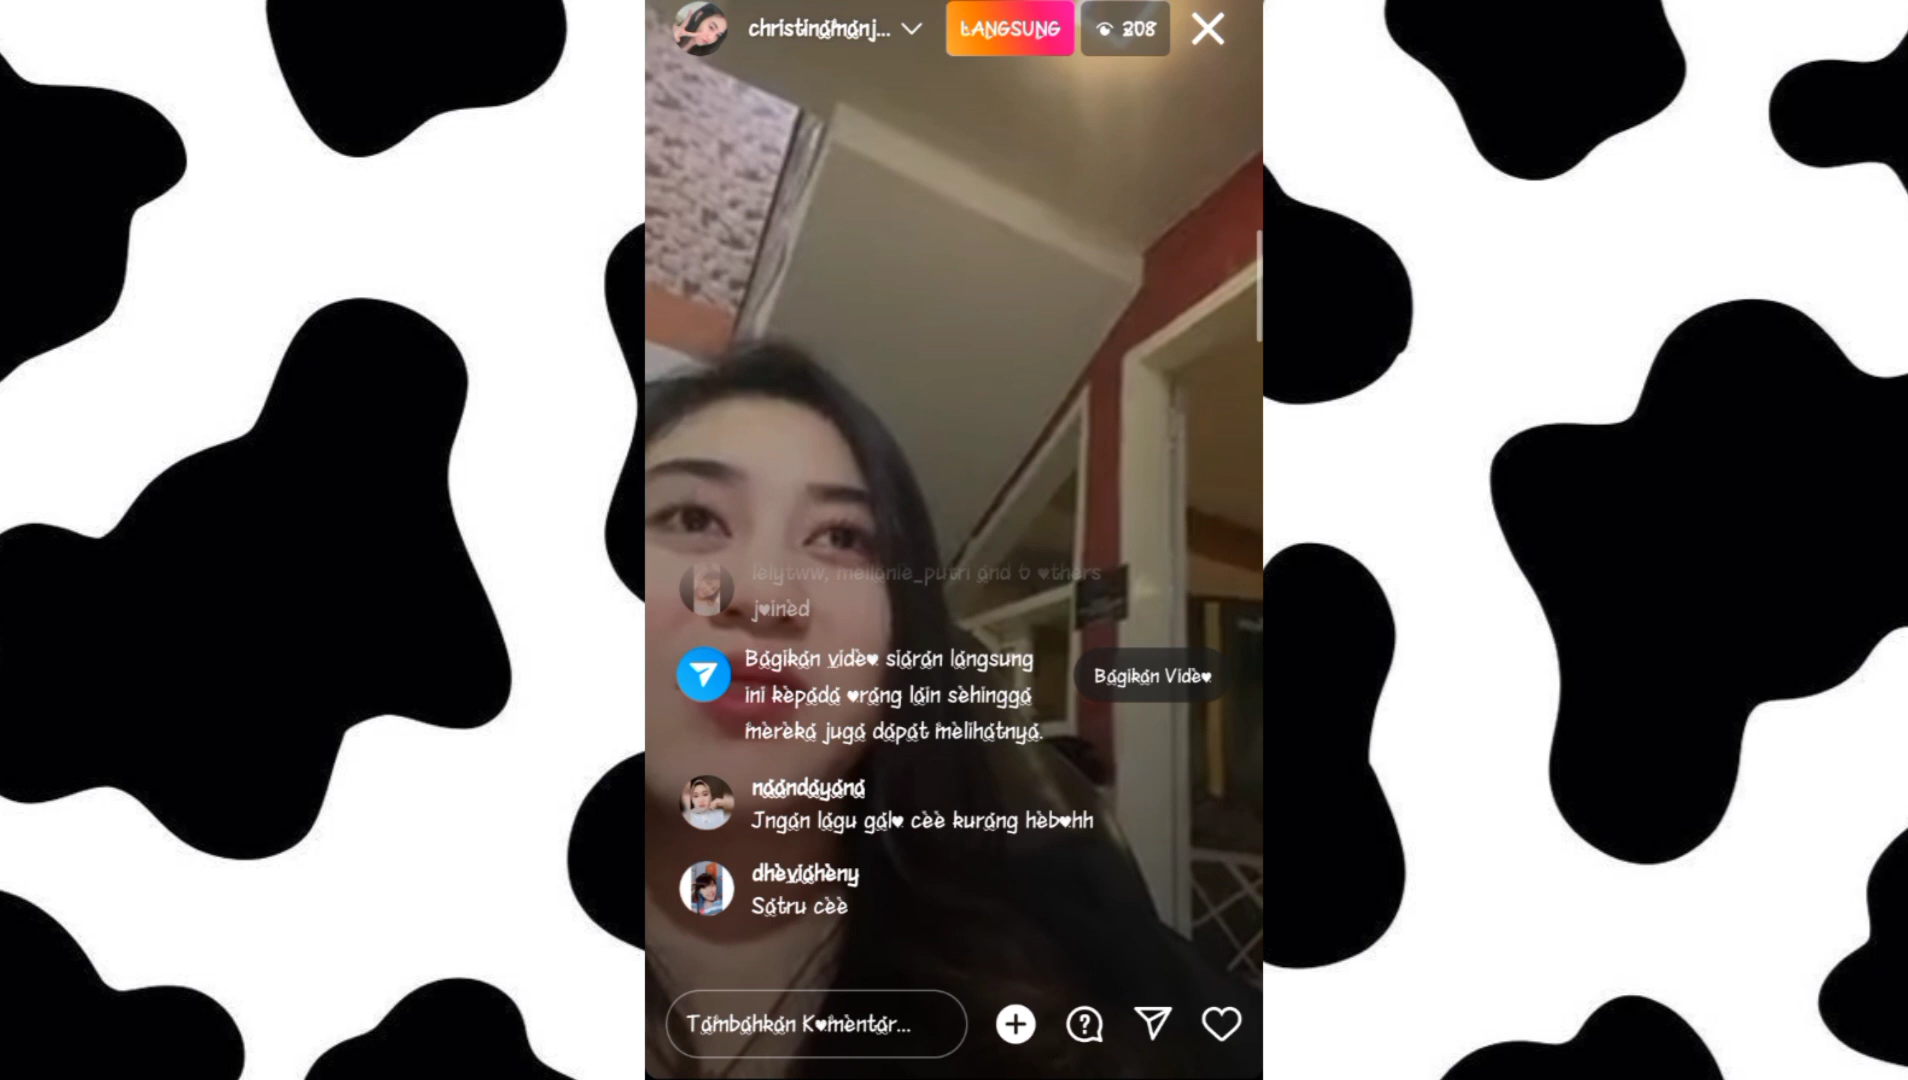 christinamanj...
LANGSUNG
208
lelytww, mellanie_putri and 6 others
joined
Bagikan video siaran langsung
ini kepada orang lain sehingga
mereka juga dapat melihatnya.
Bagikan Video
naandayana
Jngan lagu galo cee kurang hebohh
dheviaheny
Satru cee
Tambahkan Komentar...